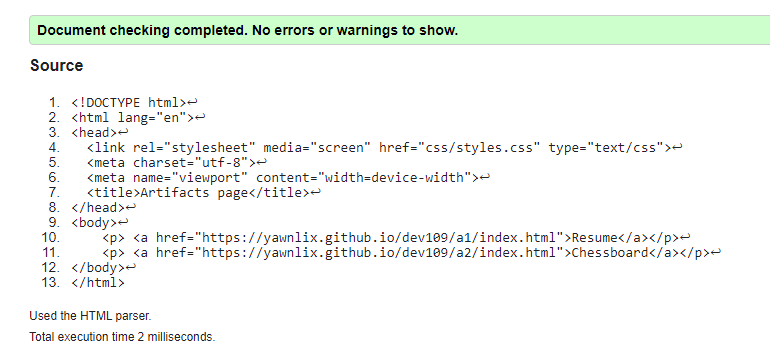 Document checking completed. No errors or warnings to show.
Source
1. <!DOCTYPE html>↩
2. <html lang="en">↩
3. <head>↩
4.   <link rel="stylesheet" media="screen" href="css/styles.css" type="text/css">↩
5.   <meta charset="utf-8">↩
6.   <meta name="viewport" content="width=device-width">↩
7.   <title>Artifacts page</title>↩
8. </head>↩
9. <body>↩
10.     <p> <a href="https://yawnlix.github.io/dev109/a1/index.html">Resume</a></p>↩
11.     <p> <a href="https://yawnlix.github.io/dev109/a2/index.html">Chessboard</a></p>↩
12. </body>↩
13. </html>
Used the HTML parser.
Total execution time 2 milliseconds.